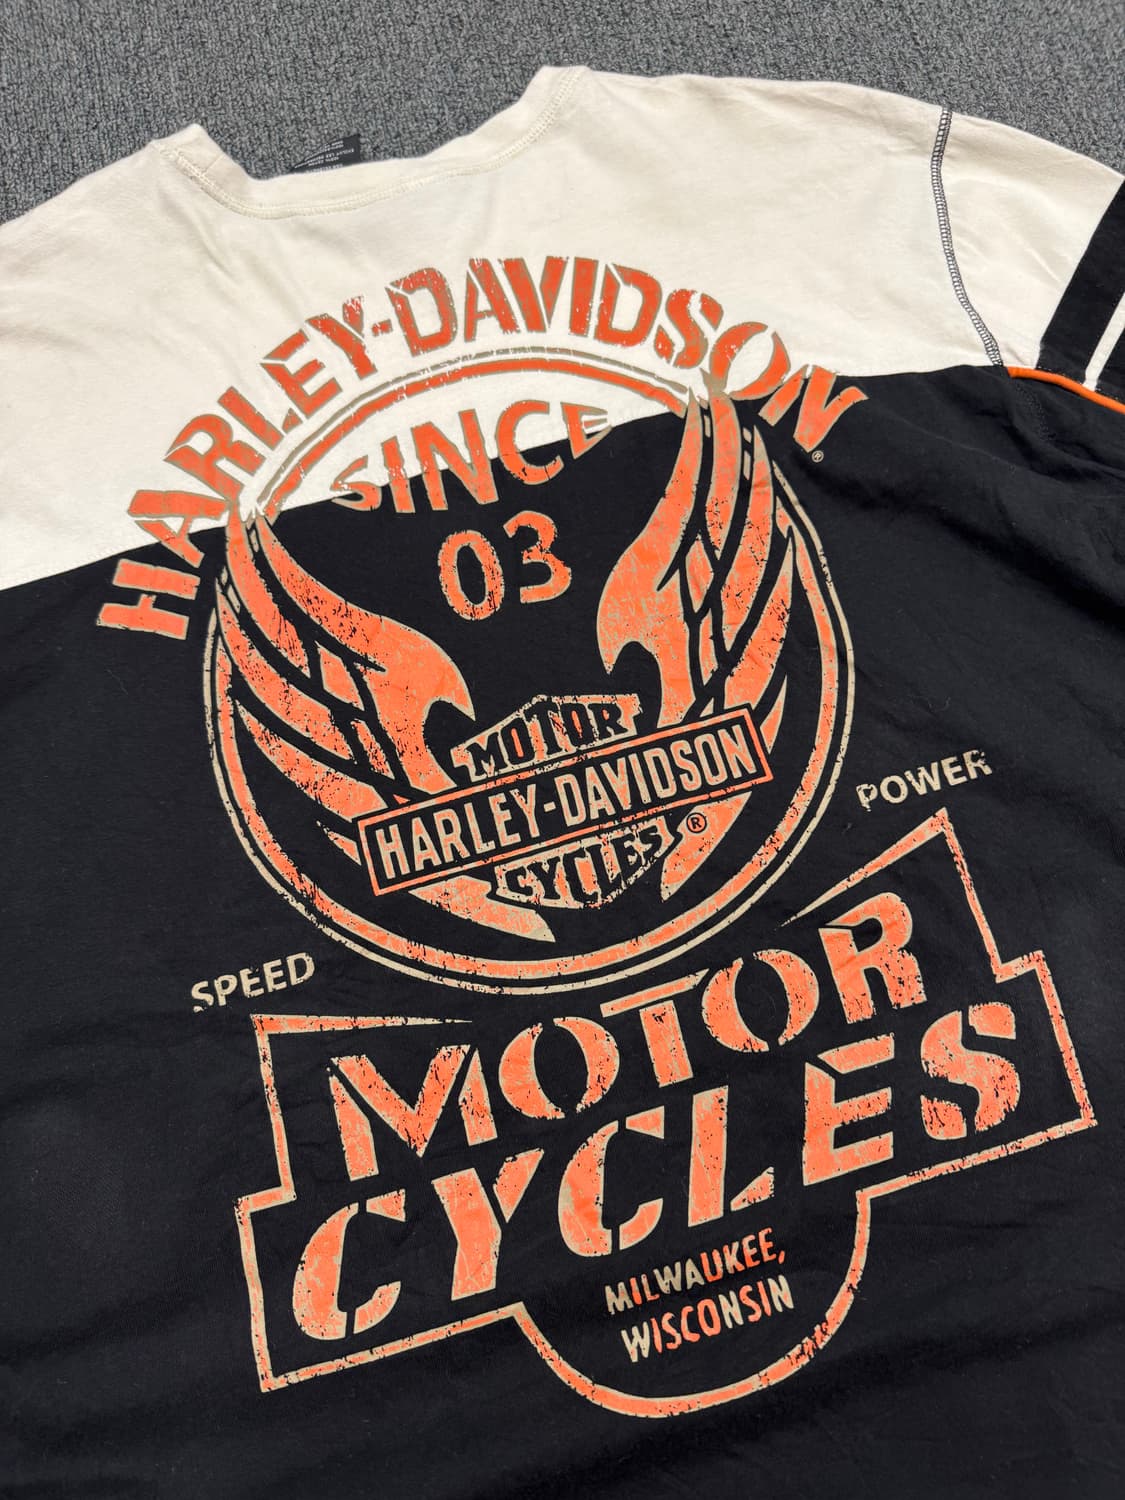 HARLEY-DAVIDSON
®
SINCE
03
MOTOR
HARLEY-DAVIDSON
CYCLES ®
POWER
SPEED
MOTOR
CYCLES
MILWAUKEE,
WISCONSIN